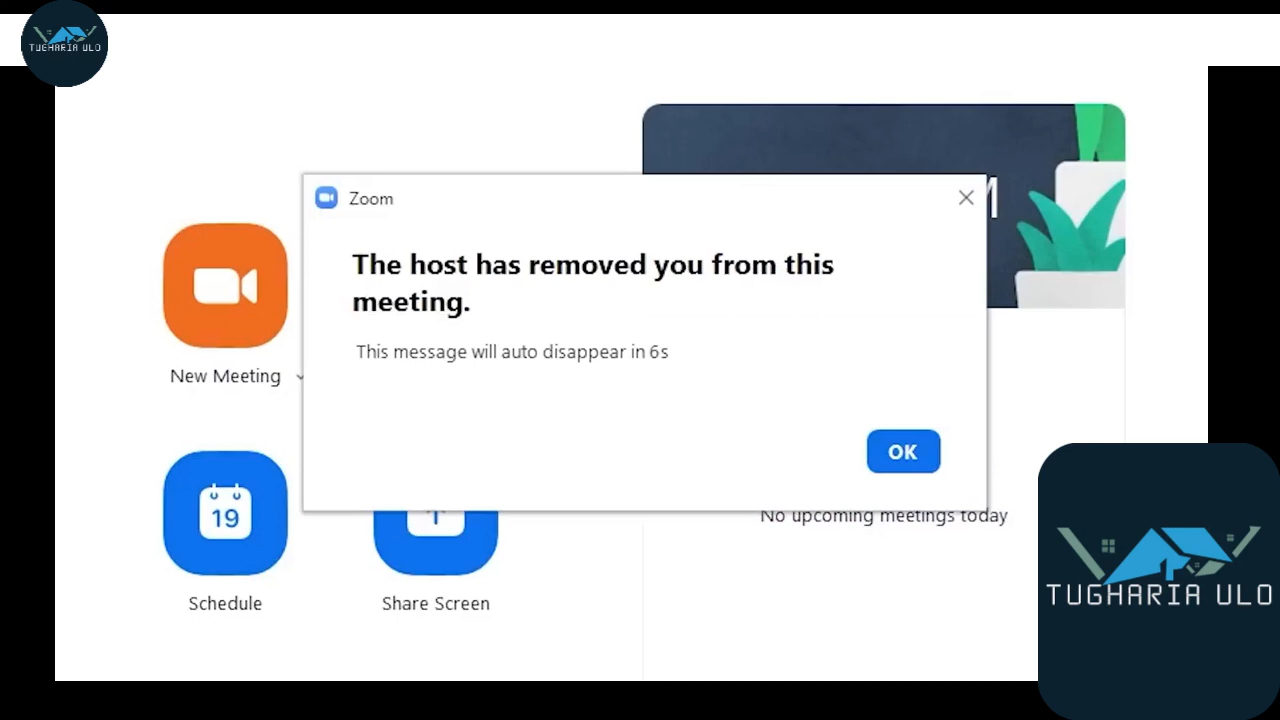 TUGHARIA ULO
Zoom
M
The host has removed you from this
meeting.
This message will auto disappear in 6s
OK
New Meeting
No upcoming meetings today
19
Schedule
Share Screen
TUGHARIA ULO